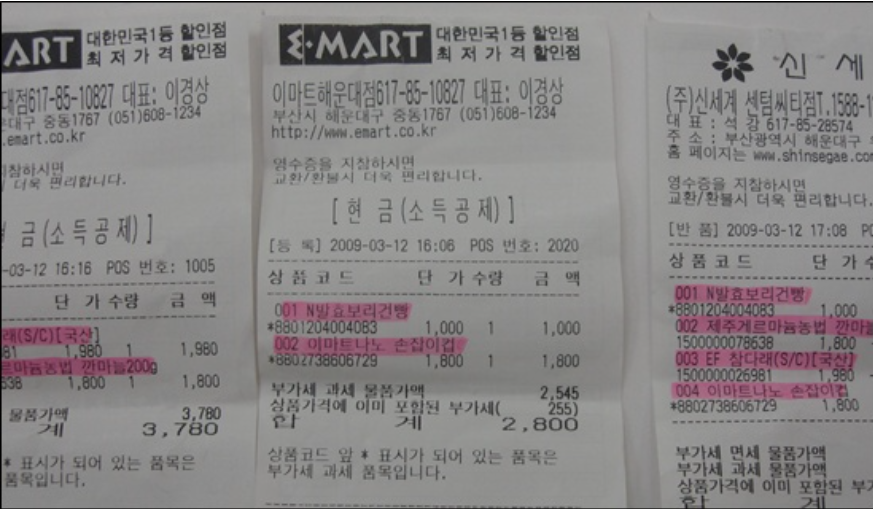 ART 대한민국1등 할인점
최 저 가 격 할인점
대점617-85-10827 대표: 이경상
운대구 중동1767 (051)608-1234
.emart.co.kr
지참하시면
더욱 편리합니다.
금(소득공제)]
-03-12 16:16 POS 번호: 1005
단 가 수량 금 액
래(S/C)[국산]
981 1,980 1 1,980
르마늄농법 깐마늘200g
638 1,800 1 1,800
물품가액 3,780
계 3,780
* 표시가 되어 있는 품목은
품목입니다.
E·MART 대한민국1등 할인점
최 저 가 격 할인점
이마트해운대점617-85-10827 대표: 이경상
부산시 해운대구 중동1767 (051)608-1234
http://www.emart.co.kr
영수증을 지참하시면
교환/환불시 더욱 편리합니다.
[현 금(소득공제)]
[등 록] 2009-03-12 16:06 POS 번호: 2020
상품코드 단 가 수량 금 액
001 N발효보리건빵
*8801204004083 1,000 1 1,000
002 이마트나노 손잡이컵
*8802738606729 1,800 1 1,800
부가세 과세 물품가액 2,545
상품가격에 이미 포함된 부가세( 255)
합 계 2,800
상품코드 앞 * 표시가 되어 있는 품목은
부가세 과세 품목입니다.
신 세
(주)신세계 센텀씨티점T.1588-1
대 표 : 석 강 617-85-28574
주 소 : 부산광역시 해운대구
홈 페이지는 www.shinsegae.com
영수증을 지참하시면
교환/환불시 더욱 편리합니다.
[반 품] 2009-03-12 17:08 PO
상품코드 단 가
001 N발효보리건빵
*8801204004083 1,000
002 제주게르마늄농법 깐마늘
1500000078638 1,800
003 EF 참다래(S/C)[국산]
1500000026981 1,980
004 이마트나노 손잡이컵
*8802738606729 1,800
부가세 면세 물품가액
부가세 과세 물품가액
상품가격에 이미 포함된 부가
합 계